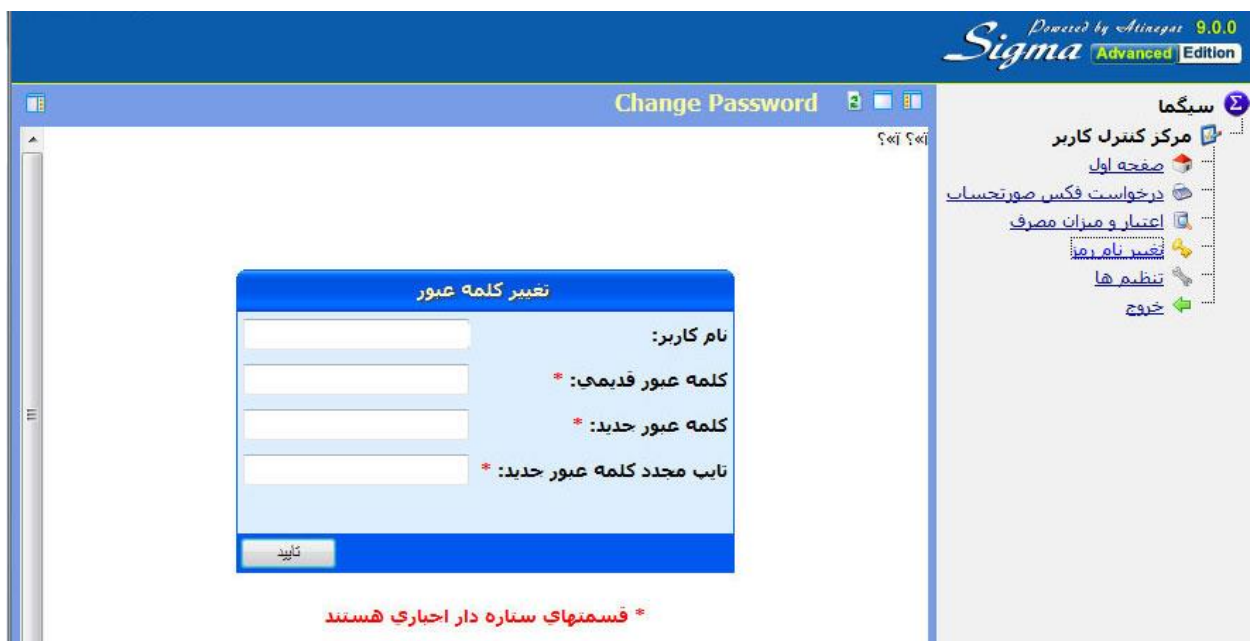 Powered by Atinegar 9.0.0
Sigma Advanced Edition
Change Password
ï»؟ ï»؟
سیگما
مرکز کنترل کاربر
صفحه اول
درخواست فکس صورتحساب
اعتبار و میزان مصرف
تغییر نام رمز
تنظیم ها
خروج
تغییر کلمه عبور
نام کاربر:
کلمه عبور قدیمي: *
کلمه عبور جدید: *
تایپ مجدد کلمه عبور جدید: *
تایید
* قسمتهاي ستاره دار اجباري هستند